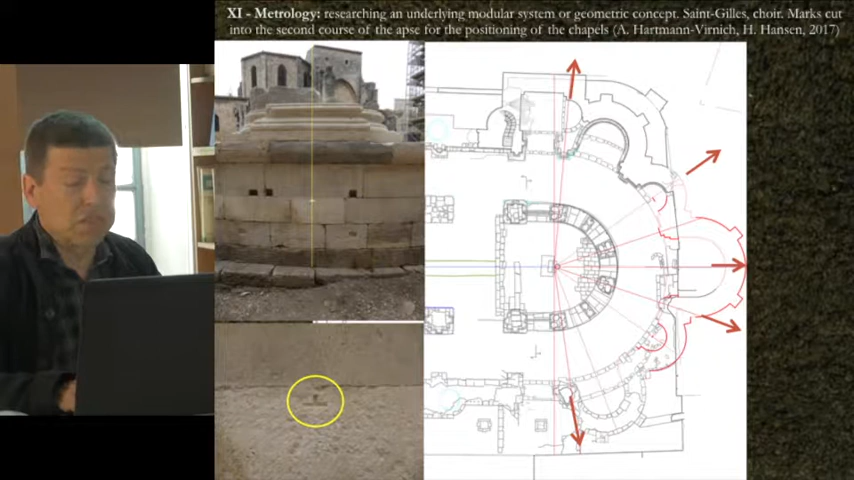 XI - Metrology: researching an underlying modular system or geometric concept. Saint-Gilles, choir. Marks cut
into the second course of the apse for the positioning of the chapels (A. Hartmann-Virnich, H. Hansen, 2017)